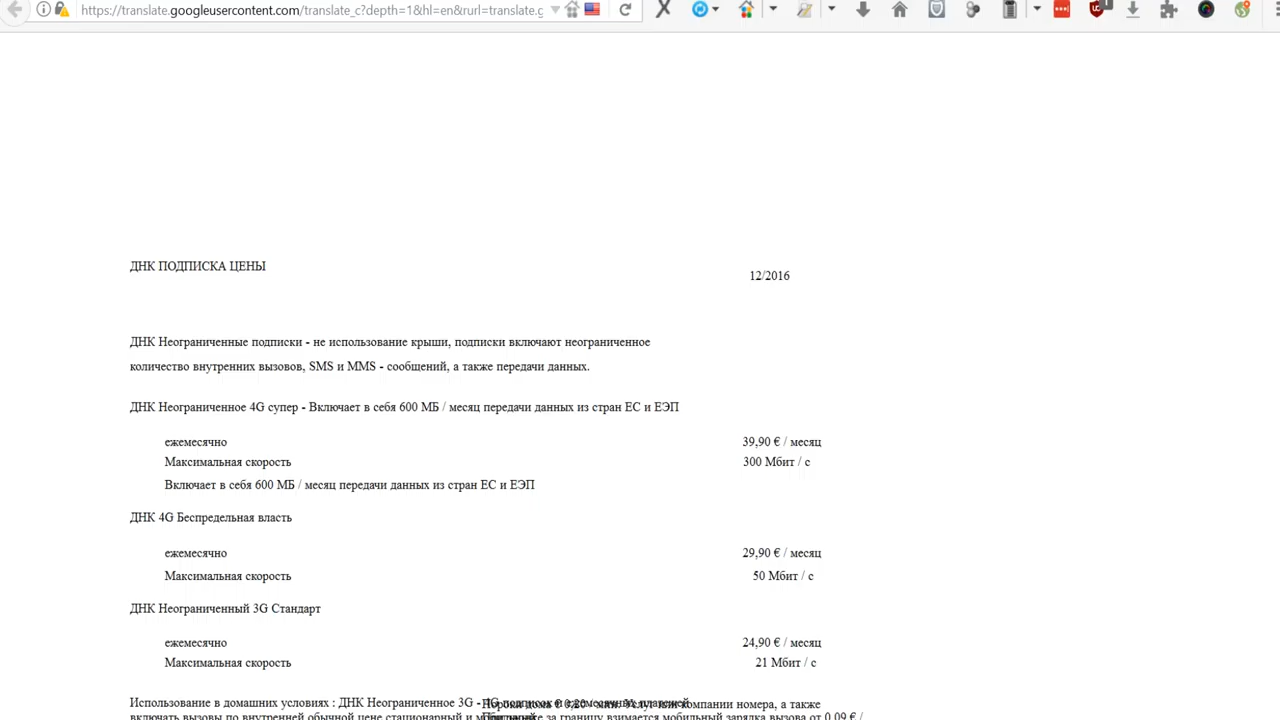 https://translate.googleusercontent.com/translate_c?depth=1&hl=en&rurl=translate.g
ДНК ПОДПИСКА ЦЕНЫ
12/2016
ДНК Неограниченные подписки - не использование крыши, подписки включают неограниченное
количество внутренних вызовов, SMS и MMS - сообщений, а также передачи данных.
ДНК Неограниченное 4G супер - Включает в себя 600 МБ / месяц передачи данных из стран ЕС и ЕЭП
ежемесячно 39,90 € / месяц
Максимальная скорость 300 Мбит / с
Включает в себя 600 МБ / месяц передачи данных из стран ЕС и ЕЭП
ДНК 4G Беспредельная власть
ежемесячно 29,90 € / месяц
Максимальная скорость 50 Мбит / с
ДНК Неограниченный 3G Стандарт
ежемесячно 24,90 € / месяц
Максимальная скорость 21 Мбит / с
Использование в домашних условиях : ДНК Неограниченное 3G - компании номера, а также
включать вызовы по внутренней обычной цене стационарный и за границу взимается мобильный зарядка вызова от 0,09 € /